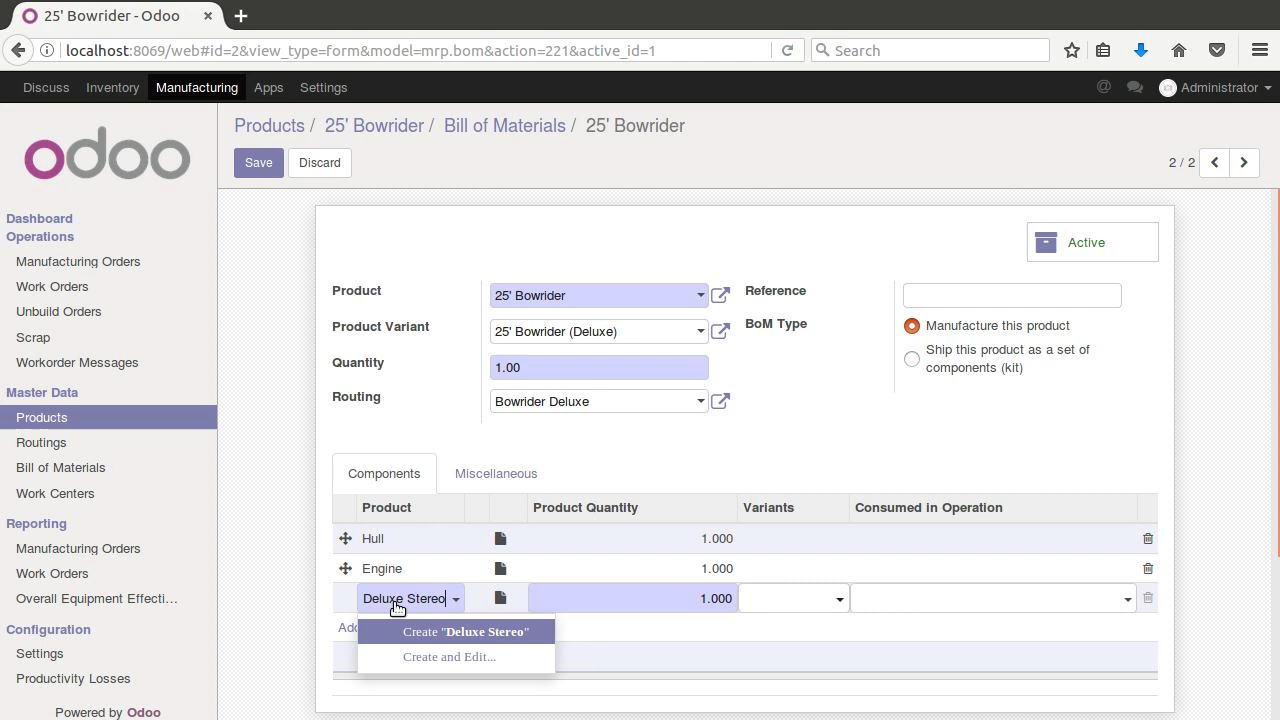 25' Bowrider - Odoo
localhost:8069/web#id=2&view_type=form&model=mrp.bom&action=221&active_id=1
Search
Discuss Inventory Manufacturing Apps Settings @ Administrator
odoo
Products / 25' Bowrider / Bill of Materials / 25' Bowrider
Save Discard 2 / 2
Dashboard
Operations
Manufacturing Orders
Work Orders
Unbuild Orders
Scrap
Workorder Messages
Master Data
Products
Routings
Bill of Materials
Work Centers
Reporting
Manufacturing Orders
Work Orders
Overall Equipment Effecti...
Configuration
Settings
Productivity Losses
Powered by Odoo
Active
Product 25' Bowrider
Product Variant 25' Bowrider (Deluxe)
Quantity 1.00
Routing Bowrider Deluxe
Reference
BoM Type Manufacture this product
Ship this product as a set of
components (kit)
Components Miscellaneous
Product Product Quantity Variants Consumed in Operation
Hull 1.000
Engine 1.000
Deluxe Stereo 1.000
Create "Deluxe Stereo"
Create and Edit...